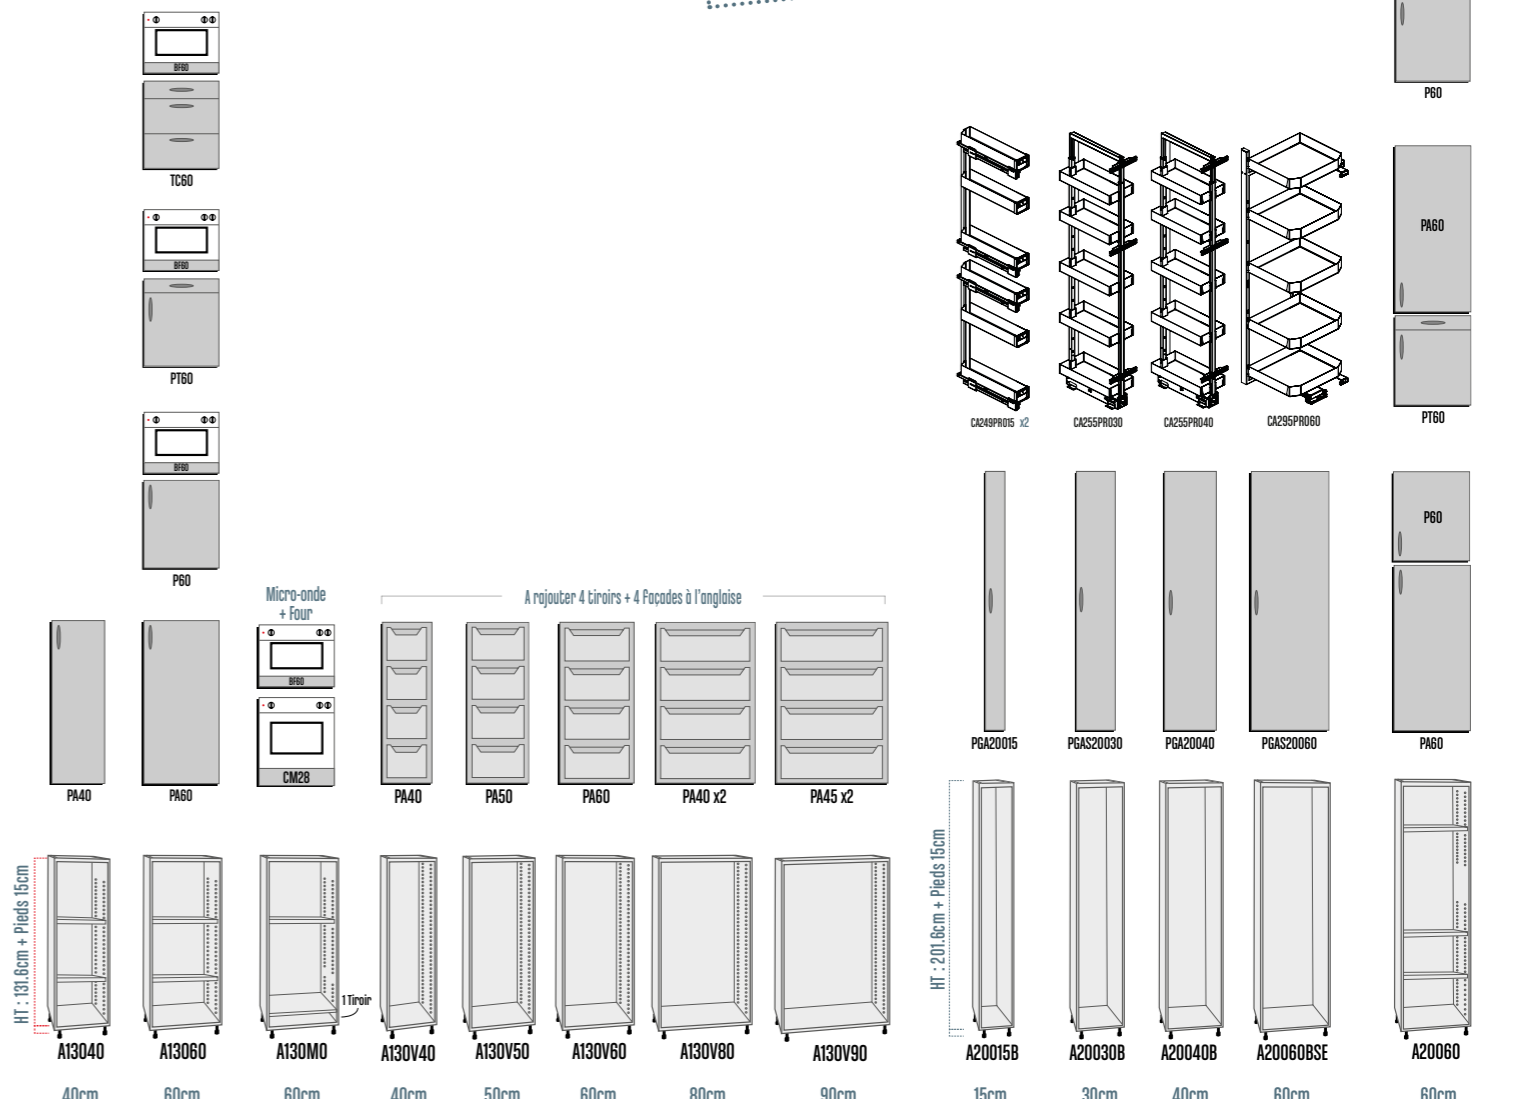 BF60
TC60
BF60
PT60
BF60
P60
P60
PA60
PT60
CA249PR015 x2
CA255PR030
CA255PR040
CA295PR060
P60
PA60
PGA20015
PGAS20030
PGA20040
PGAS20060
Micro-onde
+ Four
BF60
CM28
A rajouter 4 tiroirs + 4 façades à l'anglaise
PA40
PA60
PA40
PA50
PA60
PA40 x2
PA45 x2
HT : 131.6cm + Pieds 15cm
1 Tiroir
HT : 201.6cm + Pieds 15cm
A13040
A13060
A130MO
A130V40
A130V50
A130V60
A130V80
A130V90
A20015B
A20030B
A20040B
A20060BSE
A20060
40cm
60cm
60cm
40cm
50cm
60cm
80cm
90cm
15cm
30cm
40cm
60cm
60cm